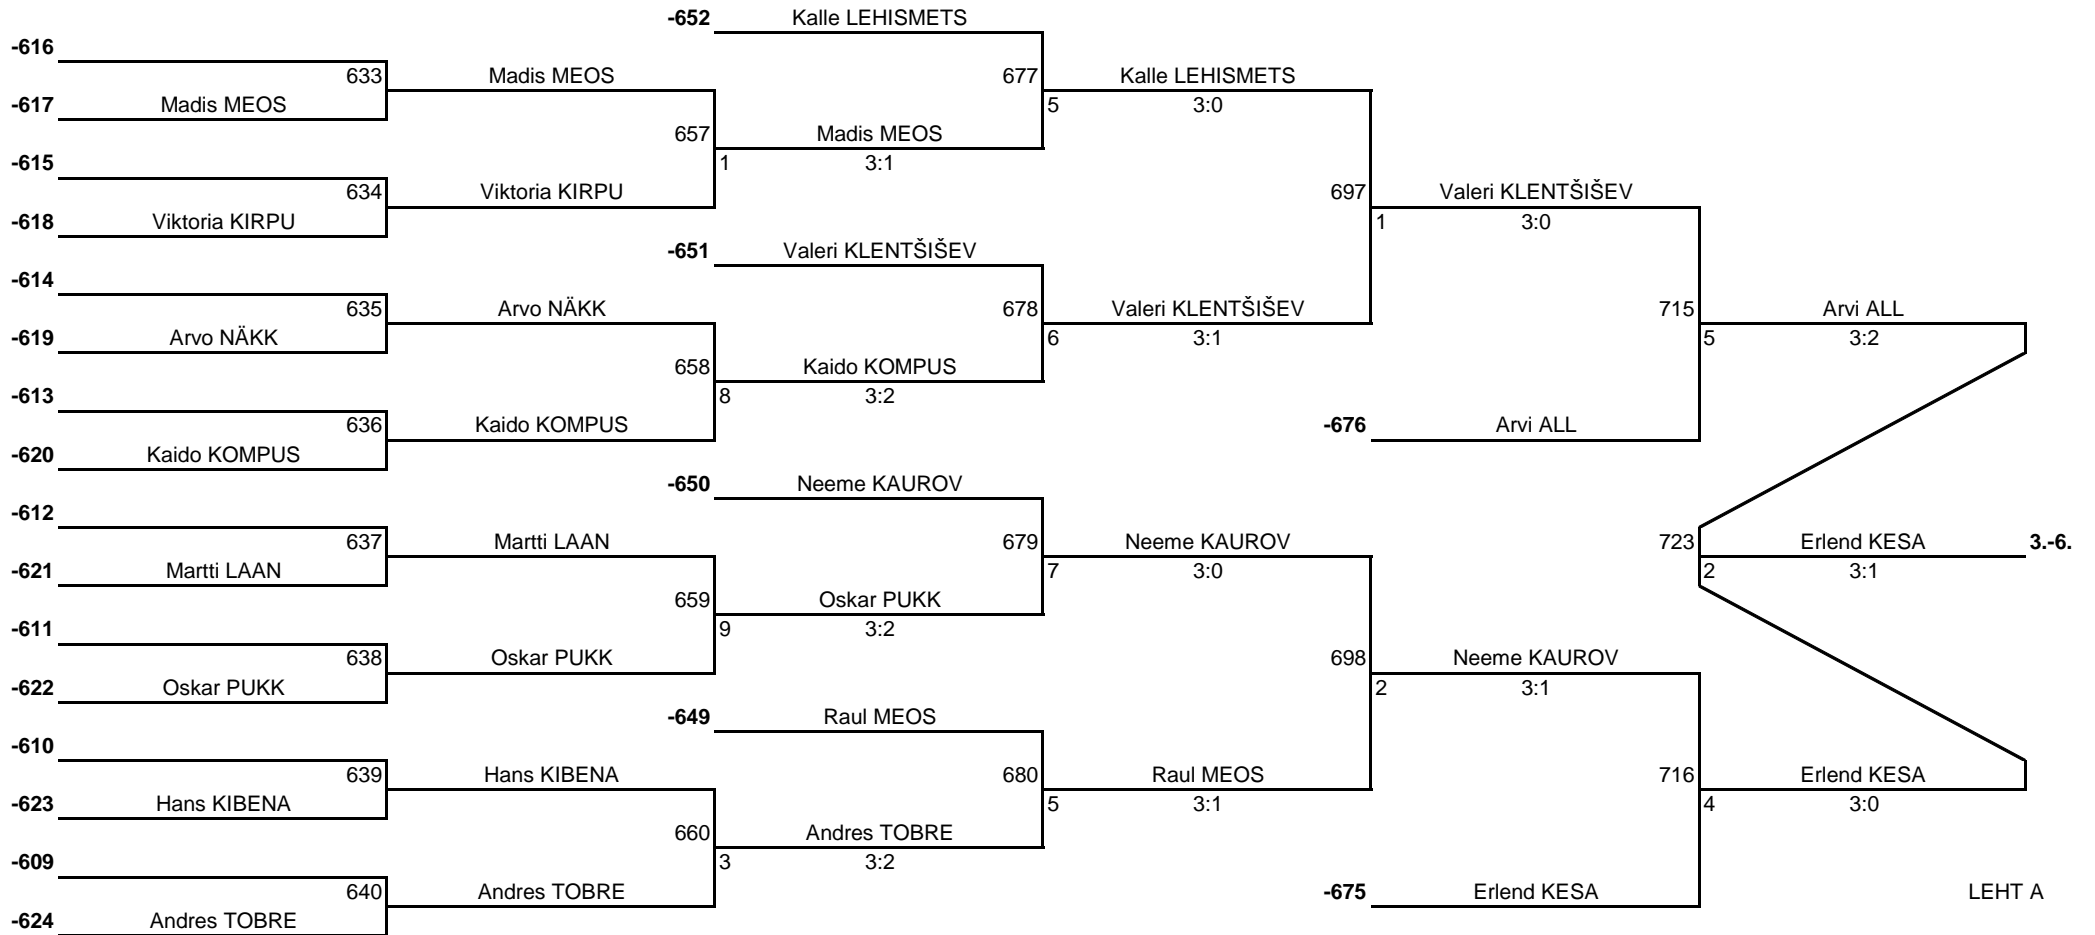 -652 Kalle LEHISMETS
-616
633 Madis MEOS 677 Kalle LEHISMETS
-617 Madis MEOS 5 3:0
657 Madis MEOS
-615 1 3:1
634 Viktoria KIRPU 697 Valeri KLENTŠIŠEV
-618 Viktoria KIRPU 1 3:0
-651 Valeri KLENTŠIŠEV
-614
635 Arvo NÄKK 678 Valeri KLENTŠIŠEV 715 Arvi ALL
-619 Arvo NÄKK 6 3:1 5 3:2
658 Kaido KOMPUS
-613 8 3:2
636 Kaido KOMPUS -676 Arvi ALL
-620 Kaido KOMPUS
-650 Neeme KAUROV
-612
637 Martti LAAN 679 Neeme KAUROV 723 Erlend KESA 3.-6.
-621 Martti LAAN 7 3:0 2 3:1
659 Oskar PUKK
-611 9 3:2
638 Oskar PUKK 698 Neeme KAUROV
-622 Oskar PUKK 2 3:1
-649 Raul MEOS
-610
639 Hans KIBENA 680 Raul MEOS 716 Erlend KESA
-623 Hans KIBENA 5 3:1 4 3:0
660 Andres TOBRE
-609 3 3:2
640 Andres TOBRE -675 Erlend KESA LEHT A
-624 Andres TOBRE